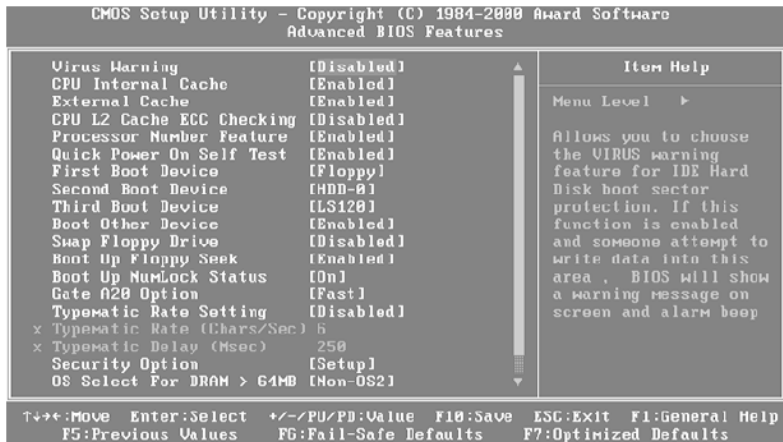 CMOS Setup Utility – Copyright (C) 1984-2000 Award Software
Advanced BIOS Features
Virus Warning [Disabled]
CPU Internal Cache [Enabled]
External Cache [Enabled]
CPU L2 Cache ECC Checking [Disabled]
Processor Number Feature [Enabled]
Quick Power On Self Test [Enabled]
First Boot Device [Floppy]
Second Boot Device [HDD-0]
Third Boot Device [LS120]
Boot Other Device [Enabled]
Swap Floppy Drive [Disabled]
Boot Up Floppy Seek [Enabled]
Boot Up NumLock Status [On]
Gate A20 Option [Fast]
Typematic Rate Setting [Disabled]
x Typematic Rate (Chars/Sec) 6
x Typematic Delay (Msec) 250
Security Option [Setup]
OS Select For DRAM > 64MB [Non-OS2]
Item Help
Menu Level ►
Allows you to choose
the VIRUS warning
feature for IDE Hard
Disk boot sector
protection. If this
function is enabled
and someone attempt to
write data into this
area , BIOS will show
a warning message on
screen and alarm beep
↑↓→←:Move Enter:Select +/-/PU/PD:Value F10:Save ESC:Exit F1:General Help
F5:Previous Values F6:Fail-Safe Defaults F7:Optimized Defaults